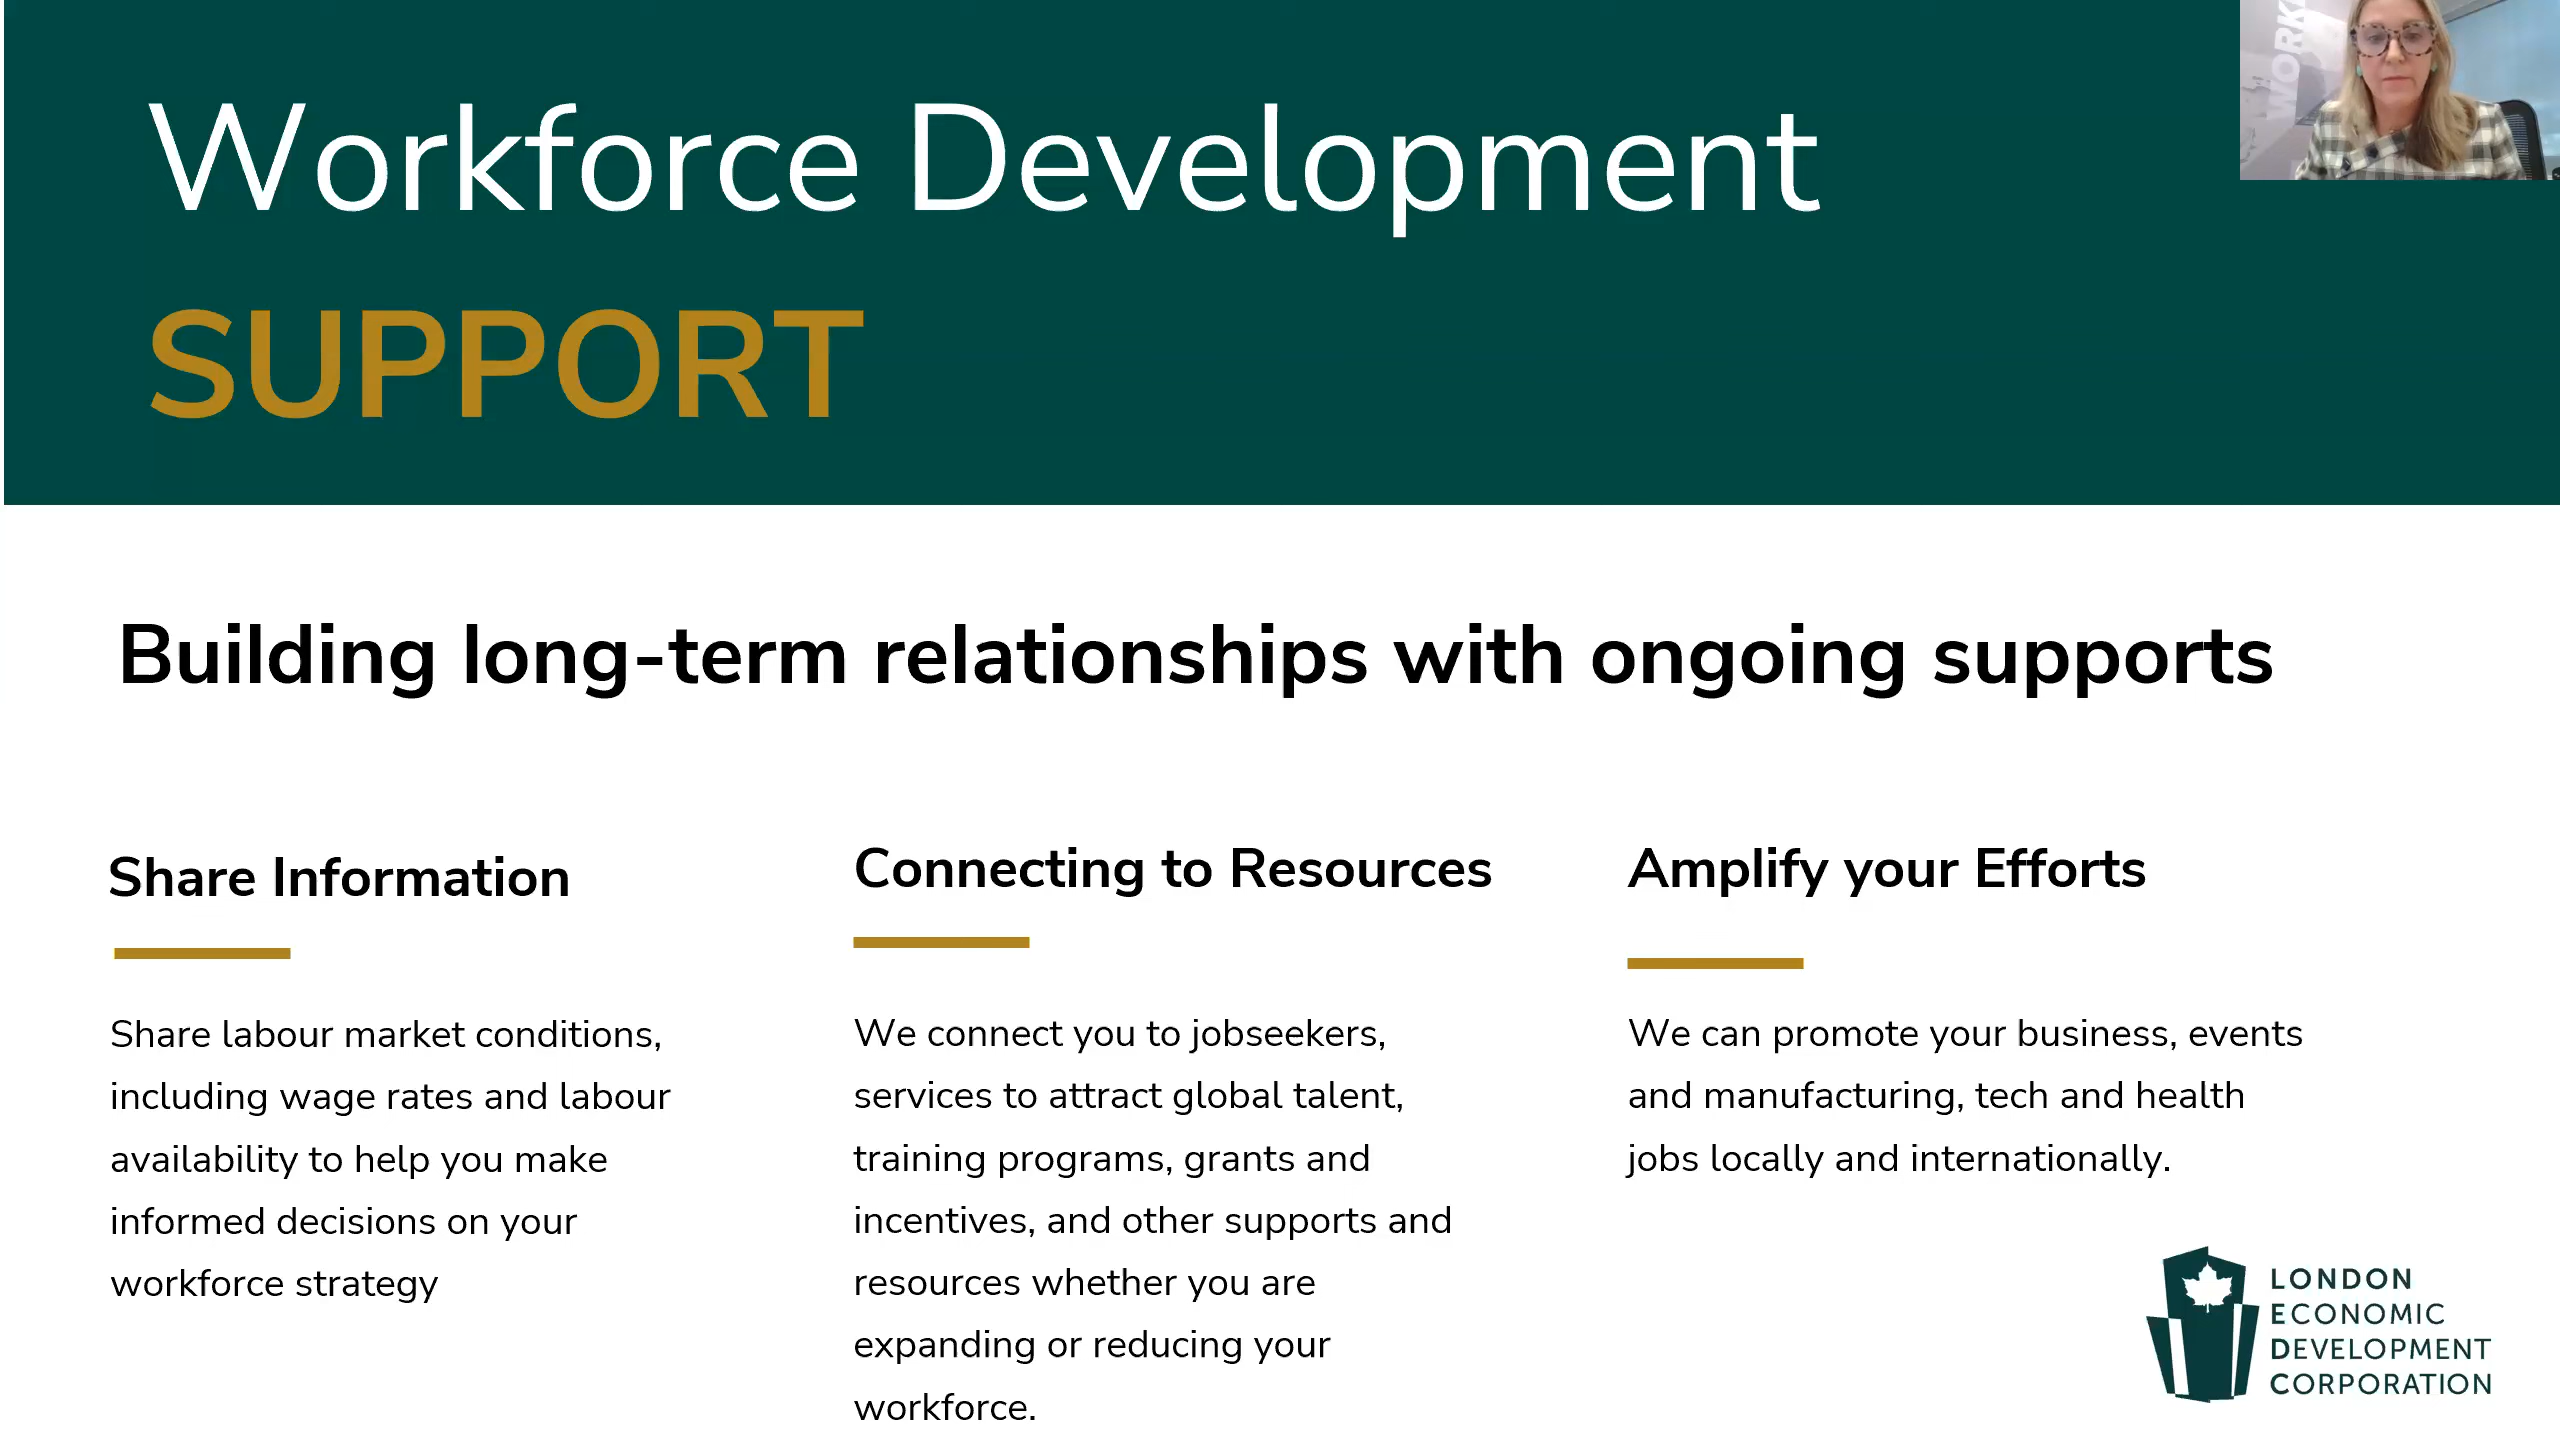 Workforce Development
SUPPORT
WORK
Building long-term relationships with ongoing supports
Share Information
Share labour market conditions,
including wage rates and labour
availability to help you make
informed decisions on your
workforce strategy
Connecting to Resources
We connect you to jobseekers,
services to attract global talent,
training programs, grants and
incentives, and other supports and
resources whether you are
expanding or reducing your
workforce.
Amplify your Efforts
We can promote your business, events
and manufacturing, tech and health
jobs locally and internationally.
LONDON
ECONOMIC
DEVELOPMENT
CORPORATION